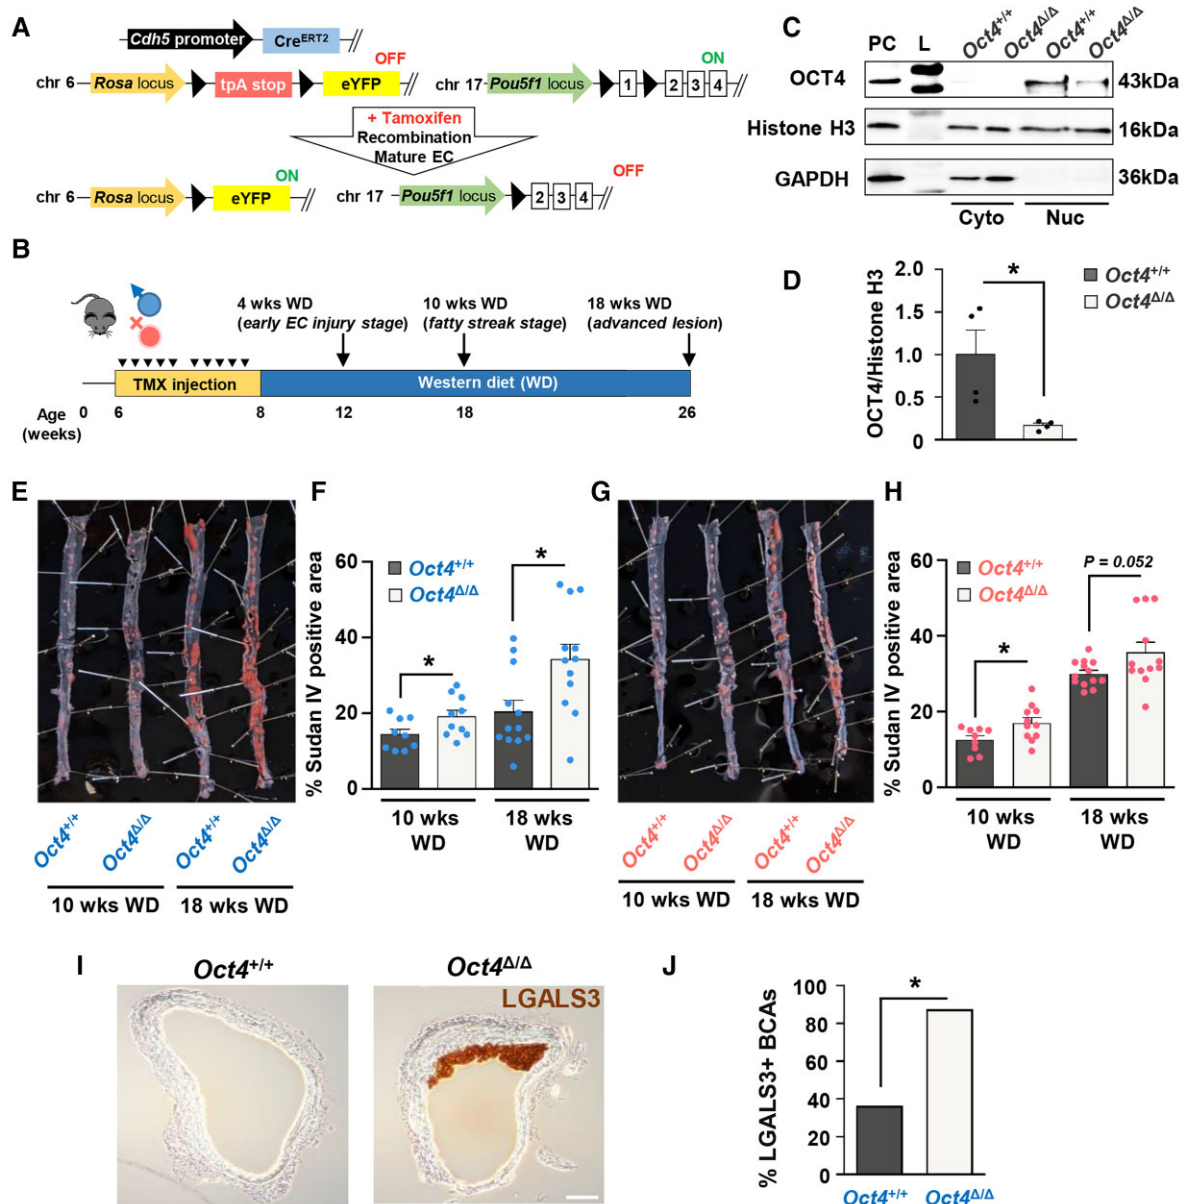 A
Cdh5 promoter
CreERT2
OFF
chr 6
Rosa locus
tpA stop
eYFP
ON
chr 17
Pou5f1 locus
1
2
3
4
+ Tamoxifen
Recombination
Mature EC
ON
chr 6
Rosa locus
eYFP
OFF
chr 17
Pou5f1 locus
2
3
4
B
4 wks WD
(early EC injury stage)
10 wks WD
(fatty streak stage)
18 wks WD
(advanced lesion)
TMX injection
Western diet (WD)
Age
(weeks)
0
6
8
12
18
26
C
PC
L
Oct4+/+
Oct4Δ/Δ
Oct4+/+
Oct4Δ/Δ
OCT4
43kDa
Histone H3
16kDa
GAPDH
36kDa
Cyto
Nuc
D
OCT4/Histone H3
2.0
1.5
1.0
0.5
0
*
Oct4+/+
Oct4Δ/Δ
E
Oct4+/+
Oct4Δ/Δ
Oct4+/+
Oct4Δ/Δ
10 wks WD
18 wks WD
F
% Sudan IV positive area
60
40
20
0
Oct4+/+
Oct4Δ/Δ
*
*
10 wks
WD
18 wks
WD
G
Oct4+/+
Oct4Δ/Δ
Oct4+/+
Oct4Δ/Δ
10 wks WD
18 wks WD
H
% Sudan IV positive area
60
40
20
0
Oct4+/+
Oct4Δ/Δ
*
P = 0.052
10 wks
WD
18 wks
WD
I
Oct4+/+
Oct4Δ/Δ
LGALS3
J
% LGALS3+ BCAs
100
80
60
40
20
0
*
Oct4+/+
Oct4Δ/Δ